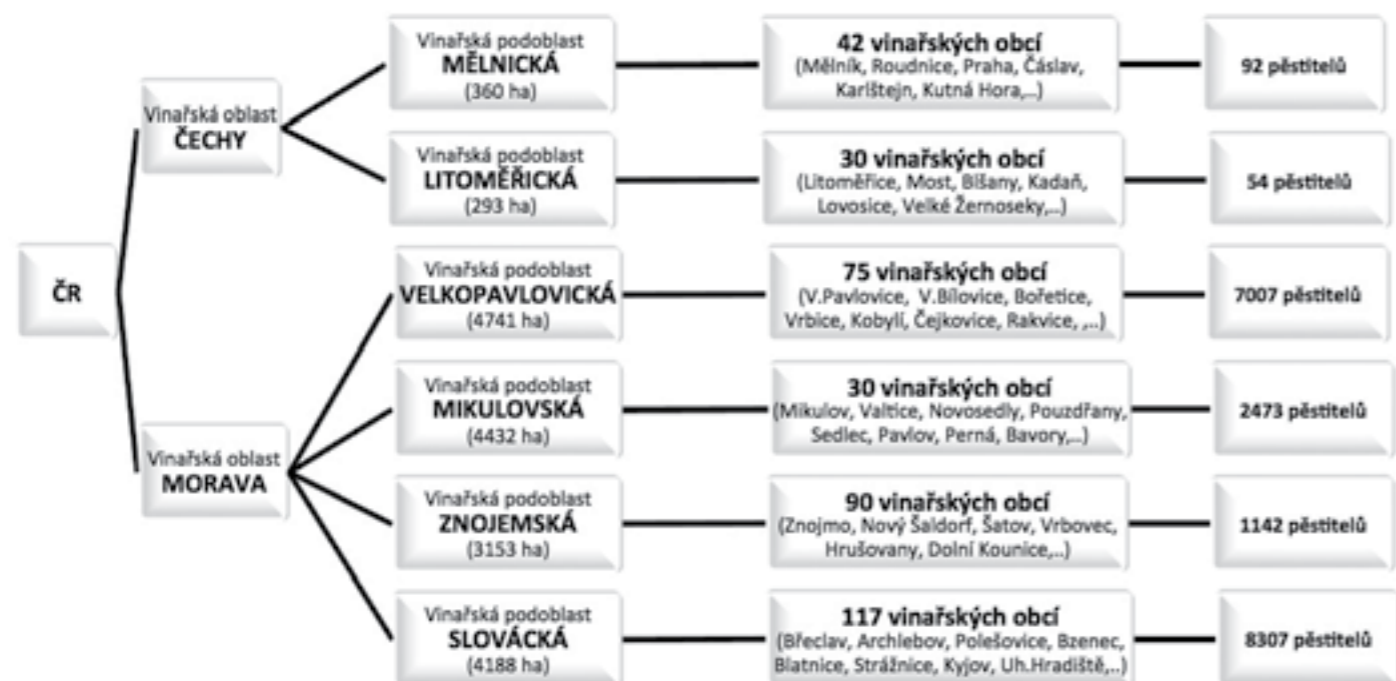 ČR
Vinařská oblast
ČECHY
Vinařská podoblast
MĚLNICKÁ
(360 ha)
42 vinařských obcí
(Mělník, Roudnice, Praha, Čáslav,
Karlštejn, Kutná Hora,..)
92 pěstitelů
Vinařská podoblast
LITOMĚŘICKÁ
(293 ha)
30 vinařských obcí
(Litoměřice, Most, Blšany, Kadaň,
Lovosice, Velké Žernoseky,..)
54 pěstitelů
Vinařská oblast
MORAVA
Vinařská podoblast
VELKOPAVLOVICKÁ
(4741 ha)
75 vinařských obcí
(V.Pavlovice, V.Bílovice, Bořetice,
Vrbice, Kobylí, Čejkovice, Rakvice, ,..)
7007 pěstitelů
Vinařská podoblast
MIKULOVSKÁ
(4432 ha)
30 vinařských obcí
(Mikulov, Valtice, Novosedly, Pouzdřany,
Sedlec, Pavlov, Perná, Bavory,..)
2473 pěstitelů
Vinařská podoblast
ZNOJEMSKÁ
(3153 ha)
90 vinařských obcí
(Znojmo, Nový Šaldorf, Šatov, Vrbovec,
Hrušovany, Dolní Kounice,..)
1142 pěstitelů
Vinařská podoblast
SLOVÁCKÁ
(4188 ha)
117 vinařských obcí
(Břeclav, Archlebov, Polešovice, Bzenec,
Blatnice, Strážnice, Kyjov, Uh.Hradiště,..)
8307 pěstitelů